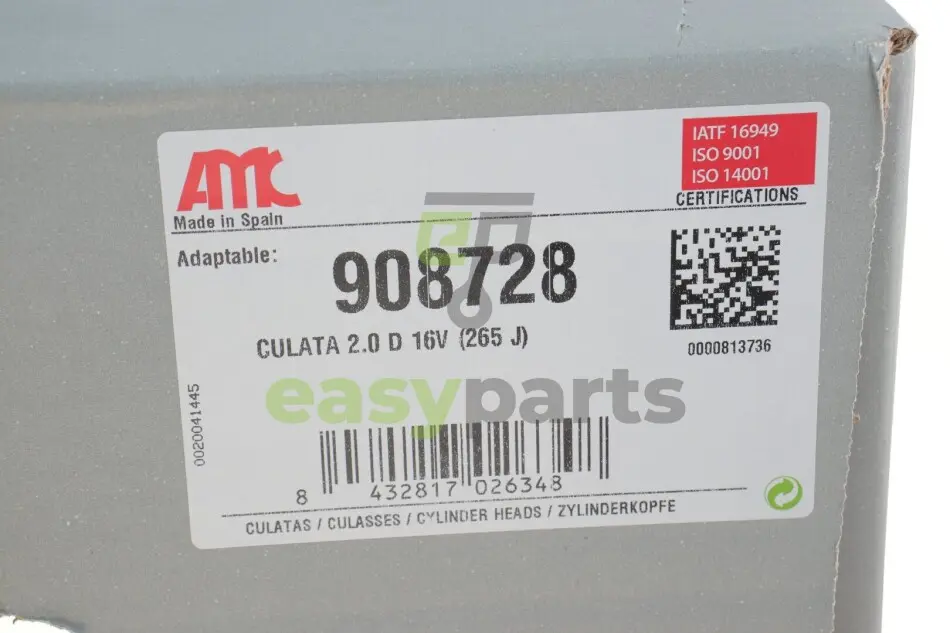 AMC
Made in Spain
IATF 16949
ISO 9001
ISO 14001
CERTIFICATIONS
Adaptable:
908728
CULATA 2.0 D 16V (265 J)
0000813736
easyparts
0020041445
8 432817 026348
CULATAS / CULASSES / CYLINDER HEADS / ZYLINDERKOPFE